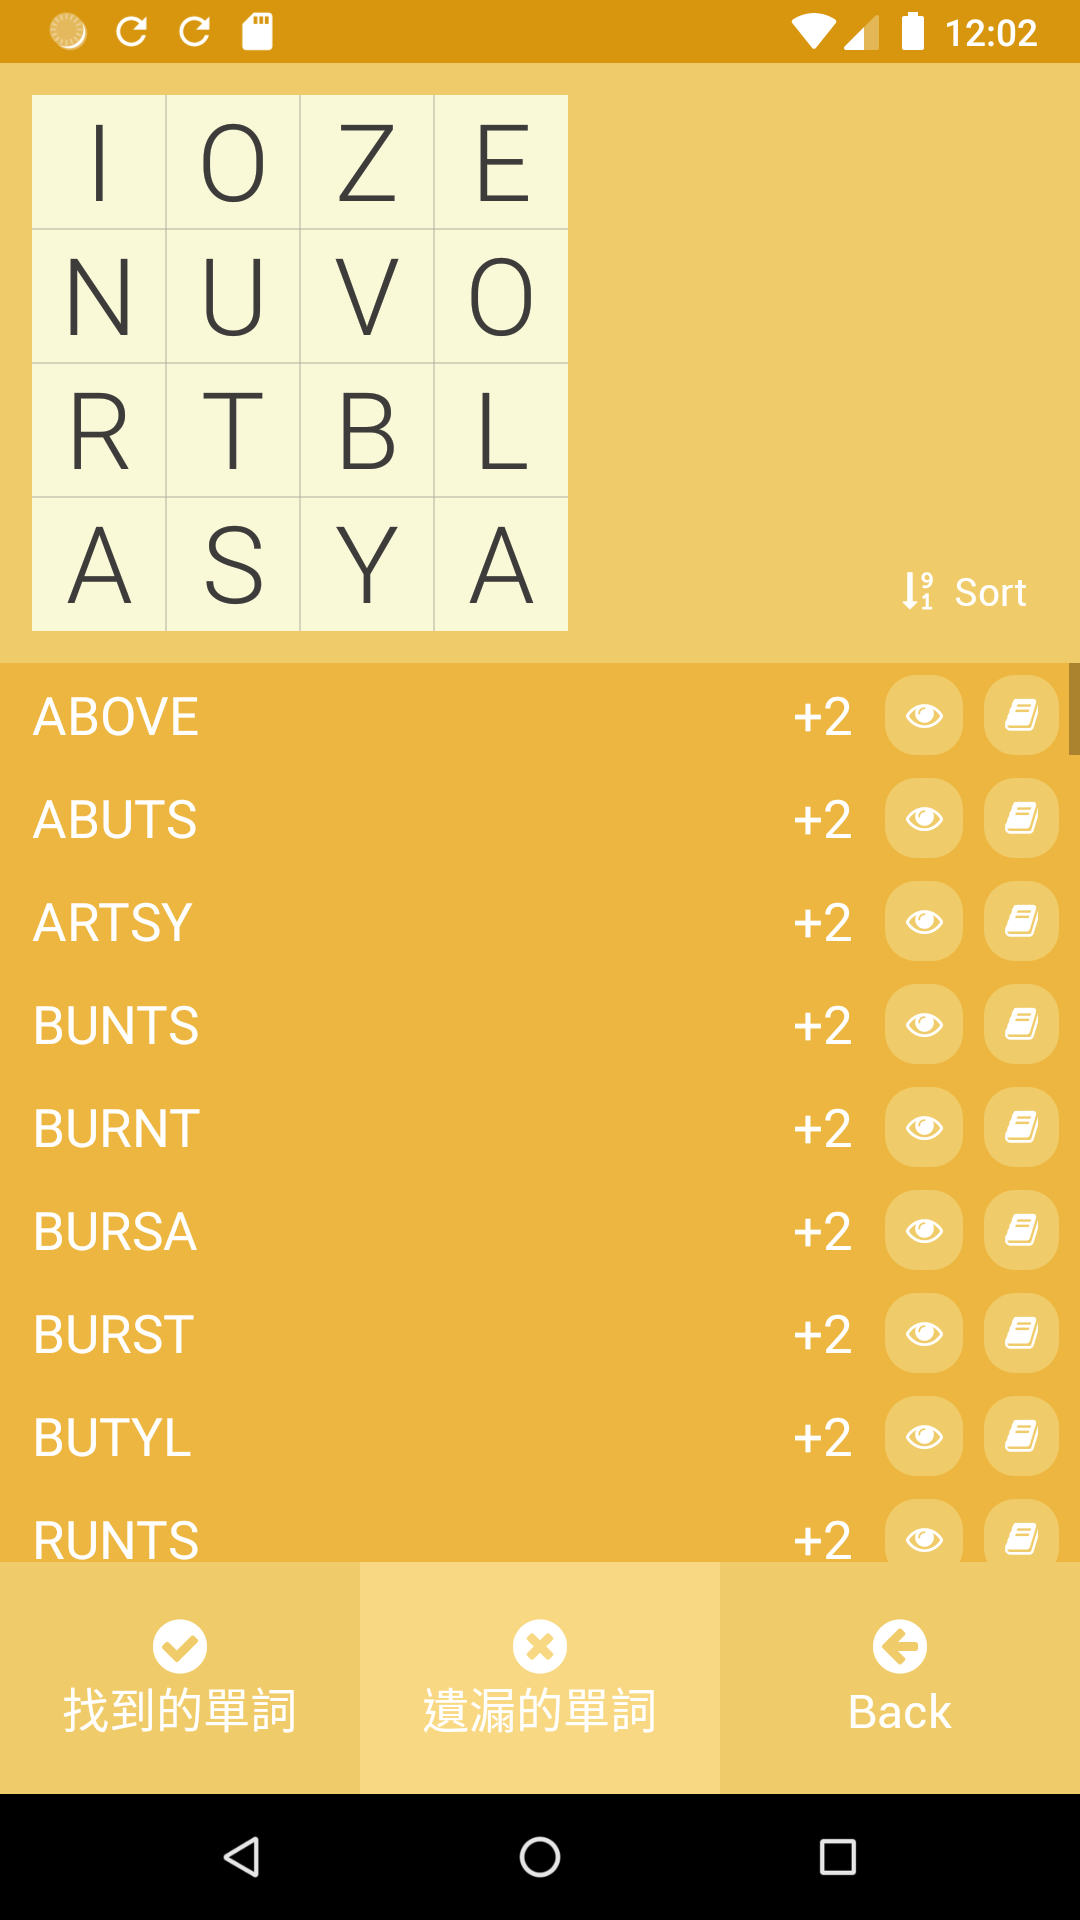 12:02
I O Z E
N U V O
R T B L
A S Y A
Sort
ABOVE +2
ABUTS +2
ARTSY +2
BUNTS +2
BURNT +2
BURSA +2
BURST +2
BUTYL +2
RUNTS +2
找到的單詞
遺漏的單詞
Back